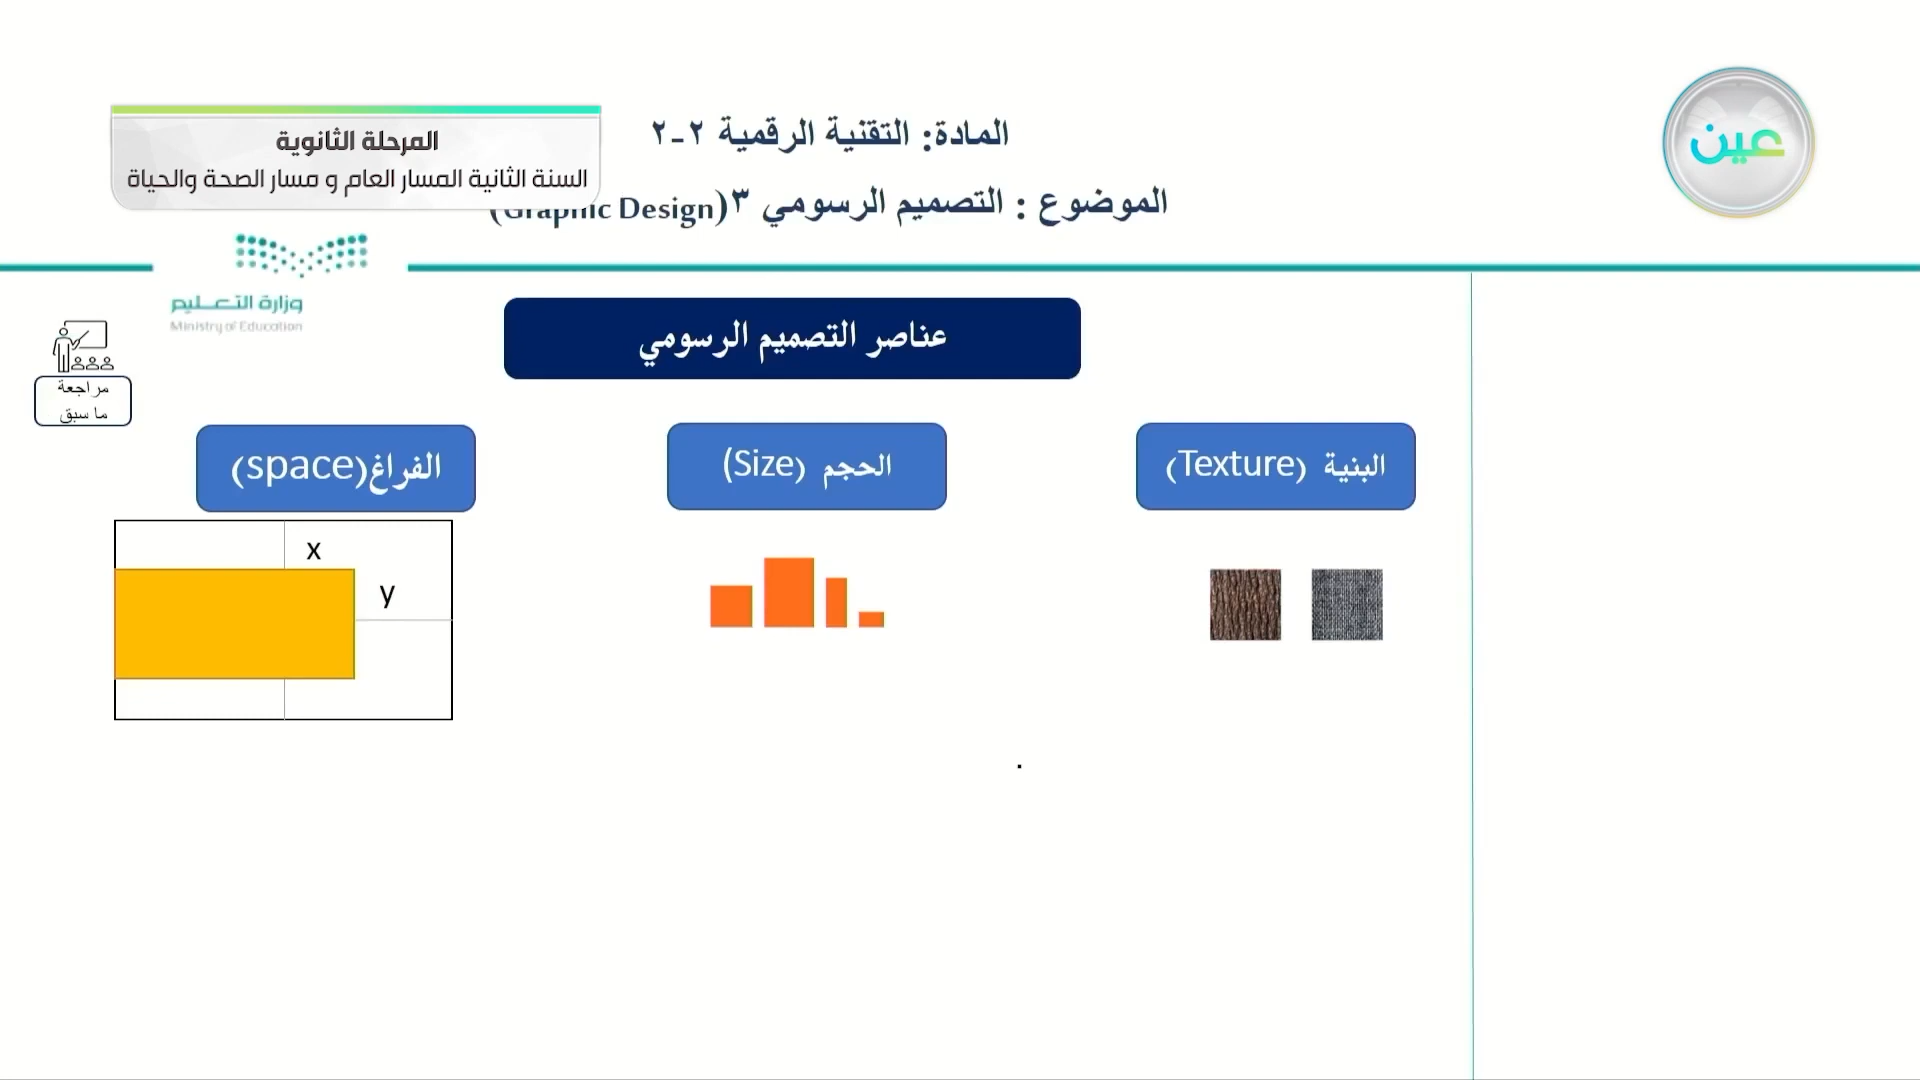 عين
المادة: التقنية الرقمية ٢-٢
الموضوع : التصميم الرسومي ٣(Graphic Design)
المرحلة الثانوية
السنة الثانية المسار العام و مسار الصحة والحياة
وزارة التعليم
Ministry of Education
مراجعة
ما سبق
عناصر التصميم الرسومي
البنية (Texture)
الحجم (Size)
الفراغ(space)
x
y
.